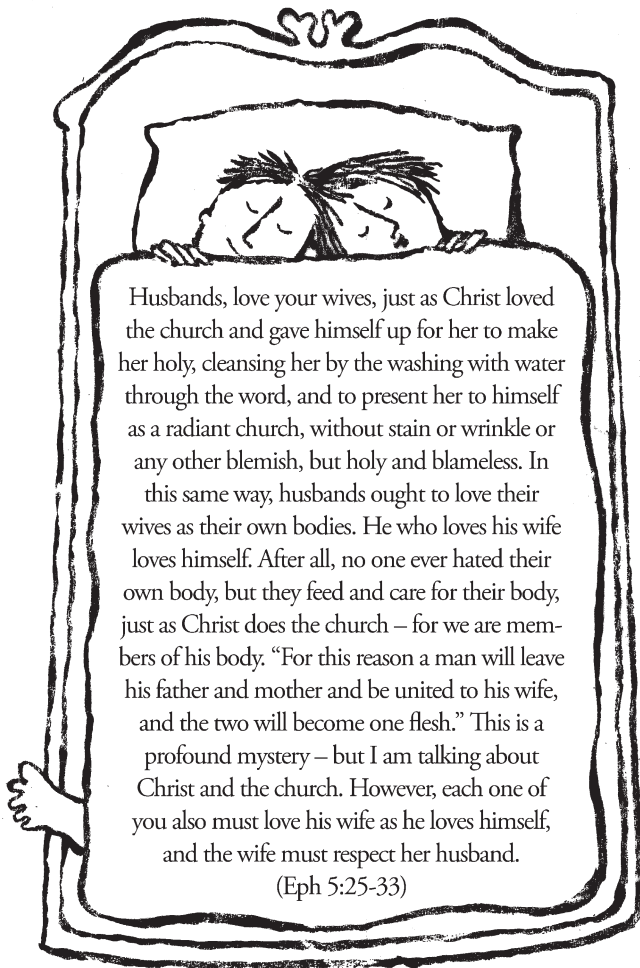 Husbands, love your wives, just as Christ loved
the church and gave himself up for her to make
her holy, cleansing her by the washing with water
through the word, and to present her to himself
as a radiant church, without stain or wrinkle or
any other blemish, but holy and blameless. In
this same way, husbands ought to love their
wives as their own bodies. He who loves his wife
loves himself. After all, no one ever hated their
own body, but they feed and care for their body,
just as Christ does the church – for we are mem-
bers of his body. “For this reason a man will leave
his father and mother and be united to his wife,
and the two will become one flesh.” This is a
profound mystery – but I am talking about
Christ and the church. However, each one of
you also must love his wife as he loves himself,
and the wife must respect her husband.
(Eph 5:25-33)